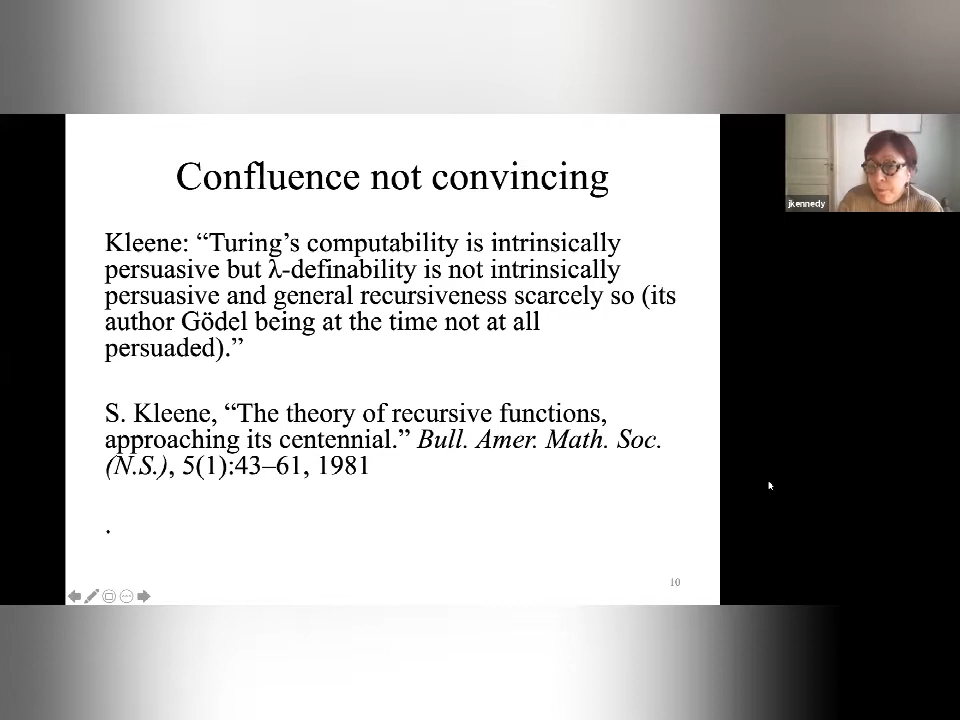 Confluence not convincing
Kleene: “Turing’s computability is intrinsically
persuasive but λ-definability is not intrinsically
persuasive and general recursiveness scarcely so (its
author Gödel being at the time not at all
persuaded).”
S. Kleene, “The theory of recursive functions,
approaching its centennial.” Bull. Amer. Math. Soc.
(N.S.), 5(1):43–61, 1981
.
10
jkennedy